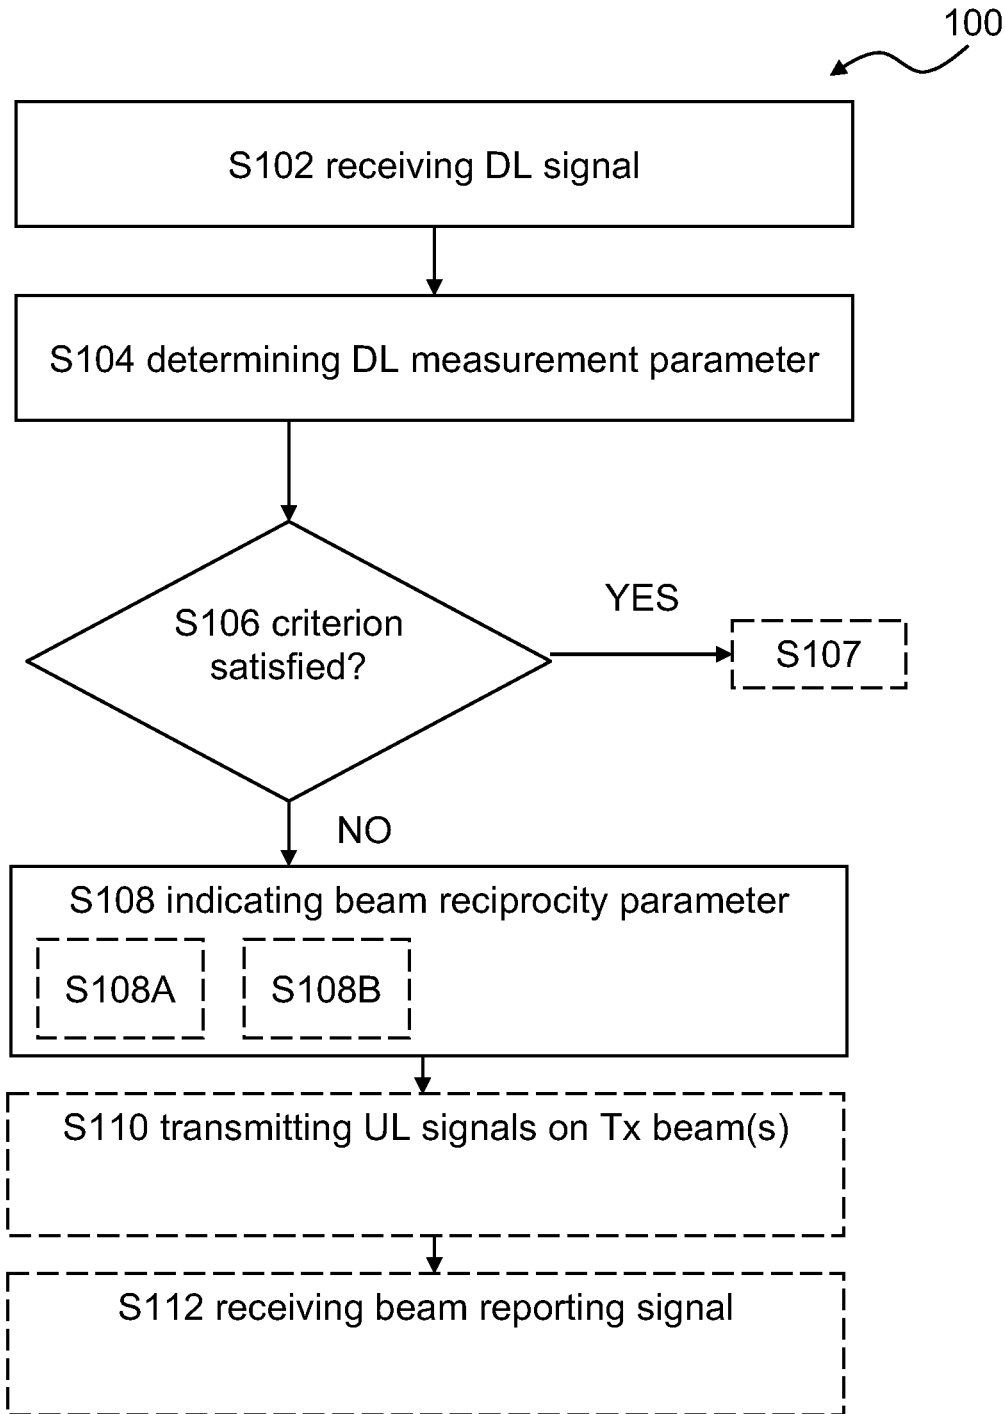 100
S102 receiving DL signal
S104 determining DL measurement parameter
S106 criterion
satisfied?
YES
S107
NO
S108 indicating beam reciprocity parameter
S108A
S108B
S110 transmitting UL signals on Tx beam(s)
S112 receiving beam reporting signal